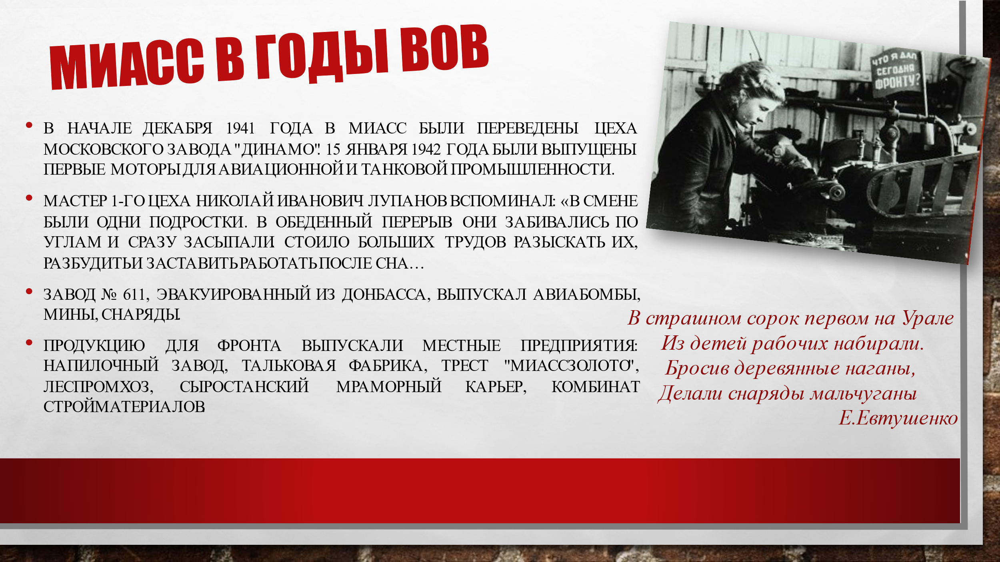 МИАСС В ГОДЫ ВОВ
• В НАЧАЛЕ ДЕКАБРЯ 1941 ГОДА В МИАСС БЫЛИ ПЕРЕВЕДЕНЫ ЦЕХА
МОСКОВСКОГО ЗАВОДА "ДИНАМО". 15 ЯНВАРЯ 1942 ГОДА БЫЛИ ВЫПУЩЕНЫ
ПЕРВЫЕ МОТОРЫ ДЛЯ АВИАЦИОННОЙ И ТАНКОВОЙ ПРОМЫШЛЕННОСТИ.
• МАСТЕР 1-ГО ЦЕХА НИКОЛАЙ ИВАНОВИЧ ЛУПАНОВ ВСПОМИНАЛ: «В СМЕНЕ
БЫЛИ ОДНИ ПОДРОСТКИ. В ОБЕДЕННЫЙ ПЕРЕРЫВ ОНИ ЗАБИВАЛИСЬ ПО
УГЛАМ И СРАЗУ ЗАСЫПАЛИ. СТОИЛО БОЛЬШИХ ТРУДОВ РАЗЫСКАТЬ ИХ,
РАЗБУДИТЬ И ЗАСТАВИТЬ РАБОТАТЬ ПОСЛЕ СНА…
• ЗАВОД № 611, ЭВАКУИРОВАННЫЙ ИЗ ДОНБАССА, ВЫПУСКАЛ АВИАБОМБЫ,
МИНЫ, СНАРЯДЫ.
• ПРОДУКЦИЮ ДЛЯ ФРОНТА ВЫПУСКАЛИ МЕСТНЫЕ ПРЕДПРИЯТИЯ:
НАПИЛОЧНЫЙ ЗАВОД, ТАЛЬКОВАЯ ФАБРИКА, ТРЕСТ "МИАССЗОЛОТО",
ЛЕСПРОМХОЗ, СЫРОСТАНСКИЙ МРАМОРНЫЙ КАРЬЕР, КОМБИНАТ
СТРОЙМАТЕРИАЛОВ.
ЧТО Я ДАЛ
СЕГОДНЯ
ФРОНТУ?
В страшном сорок первом на Урале
Из детей рабочих набирали.
Бросив деревянные наганы,
Делали снаряды мальчуганы.
Е.Евтушенко